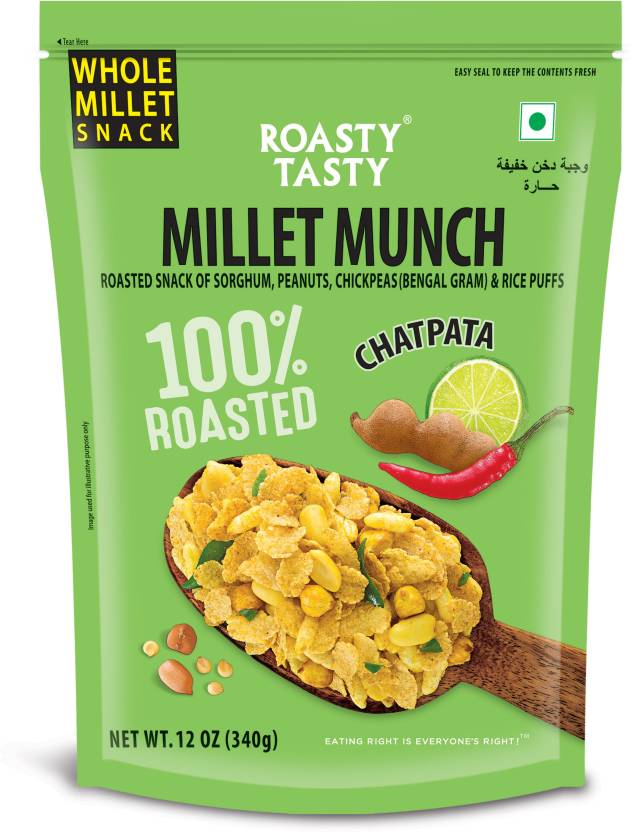 Tear Here
EASY SEAL TO KEEP THE CONTENTS FRESH
WHOLE
MILLET
SNACK
ROASTY®
TASTY
وجبة دخن خفيفة
حـــارة
MILLET MUNCH
ROASTED SNACK OF SORGHUM, PEANUTS, CHICKPEAS (BENGAL GRAM) & RICE PUFFS
100%
ROASTED
CHATPATA
Image used for illustrative purpose only
NET WT. 12 OZ (340g)
EATING RIGHT IS EVERYONE'S RIGHT!™